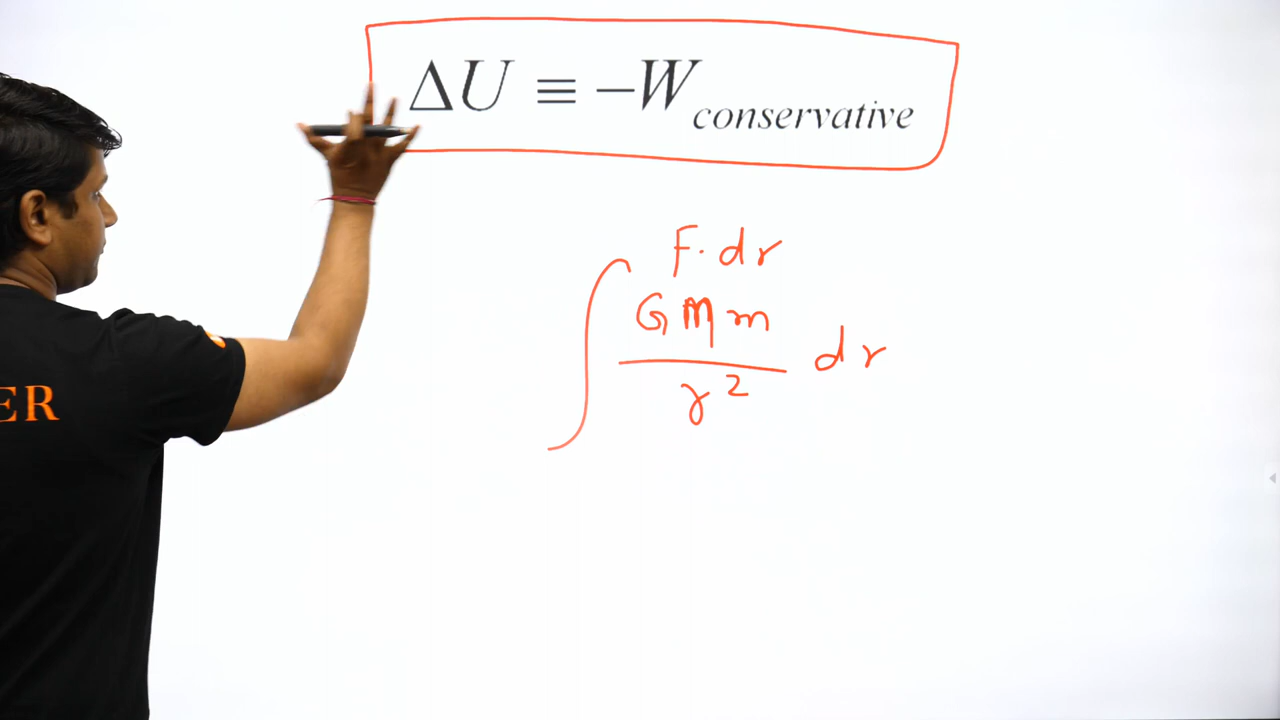 ΔU ≡ −W_conservative
F. dr
∫ GMm / r² dr
ER